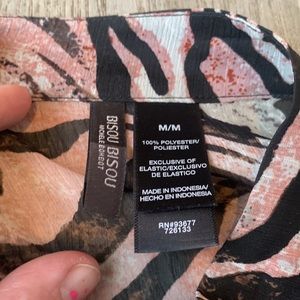 BISOU BISOU
MICHELE BOHBOT
M/M
100% POLYESTER/
POLIESTER
EXCLUSIVE OF
ELASTIC/EXCLUSIVO
DE ELASTICO
MADE IN INDONESIA/
HECHO EN INDONESIA
RN#93677
726133